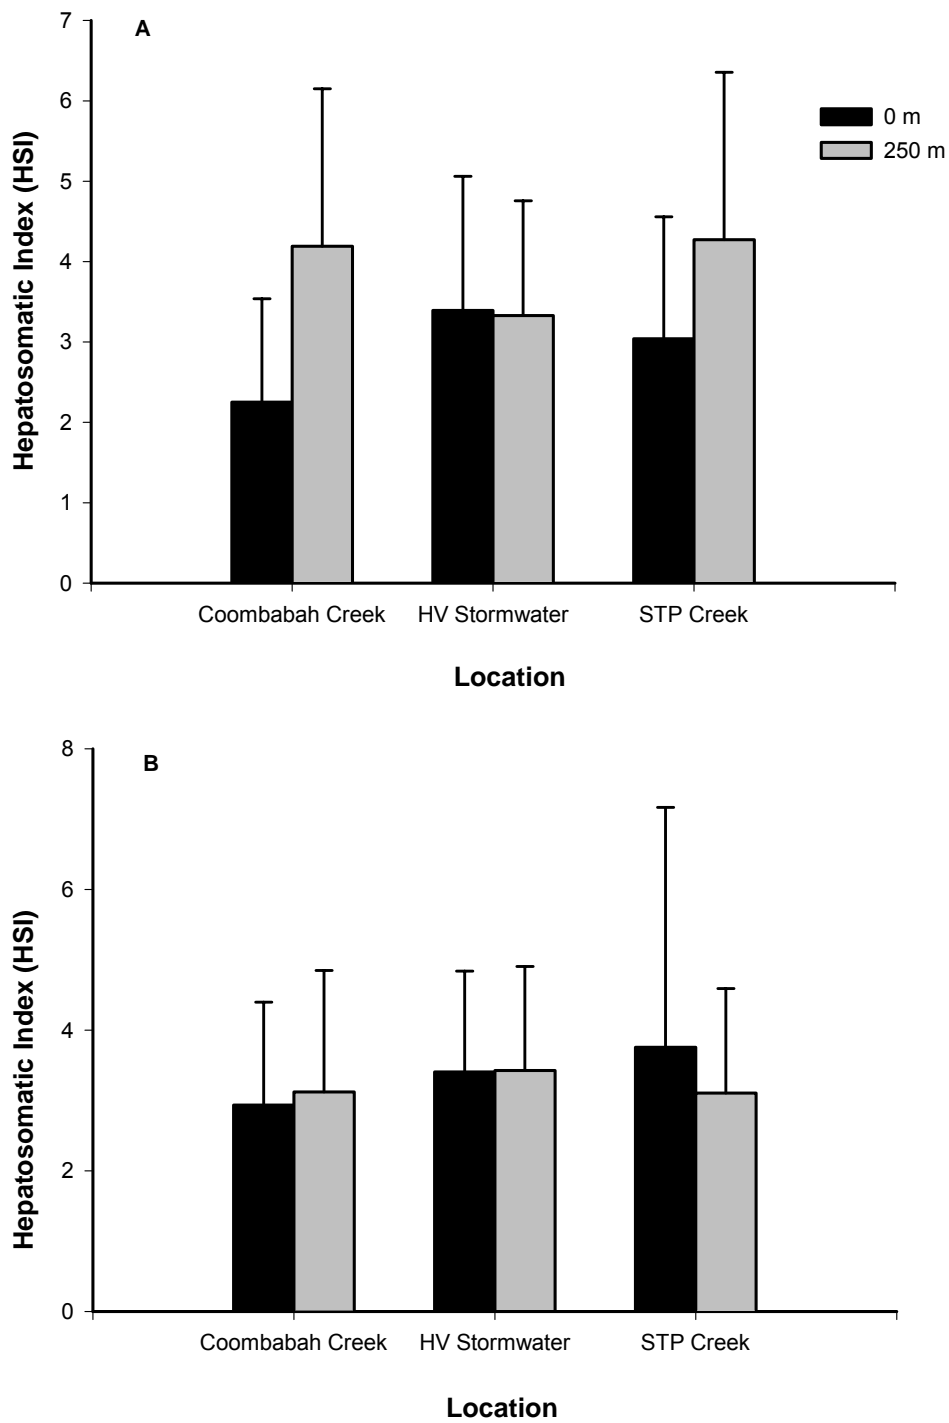 A
7
6
5
4
3
2
1
0
Hepatosomatic Index (HSI)
0 m
250 m
Coombabah Creek HV Stormwater STP Creek
Location
B
8
6
4
2
0
Hepatosomatic Index (HSI)
Coombabah Creek HV Stormwater STP Creek
Location